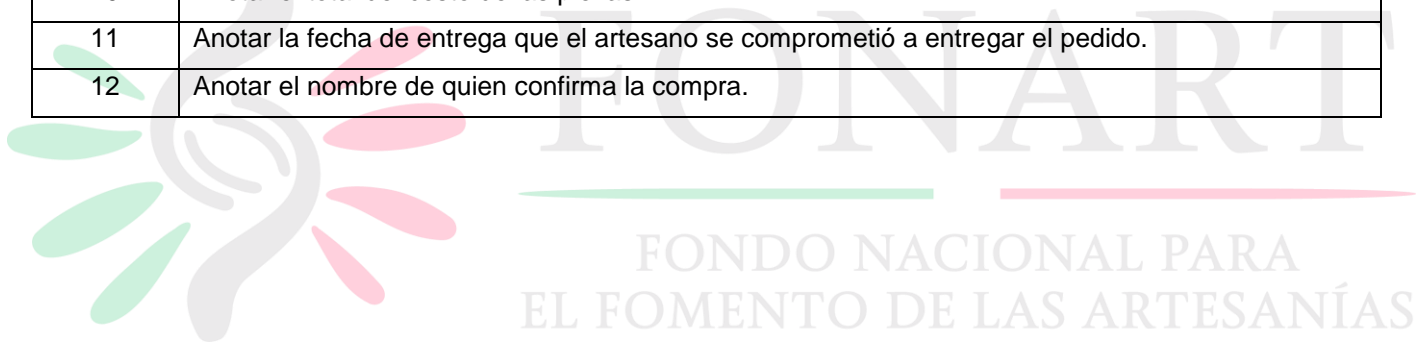 11 Anotar la fecha de entrega que el artesano se comprometió a entregar el pedido.
12 Anotar el nombre de quien confirma la compra.
FONART
FONDO NACIONAL PARA
EL FOMENTO DE LAS ARTESANÍAS